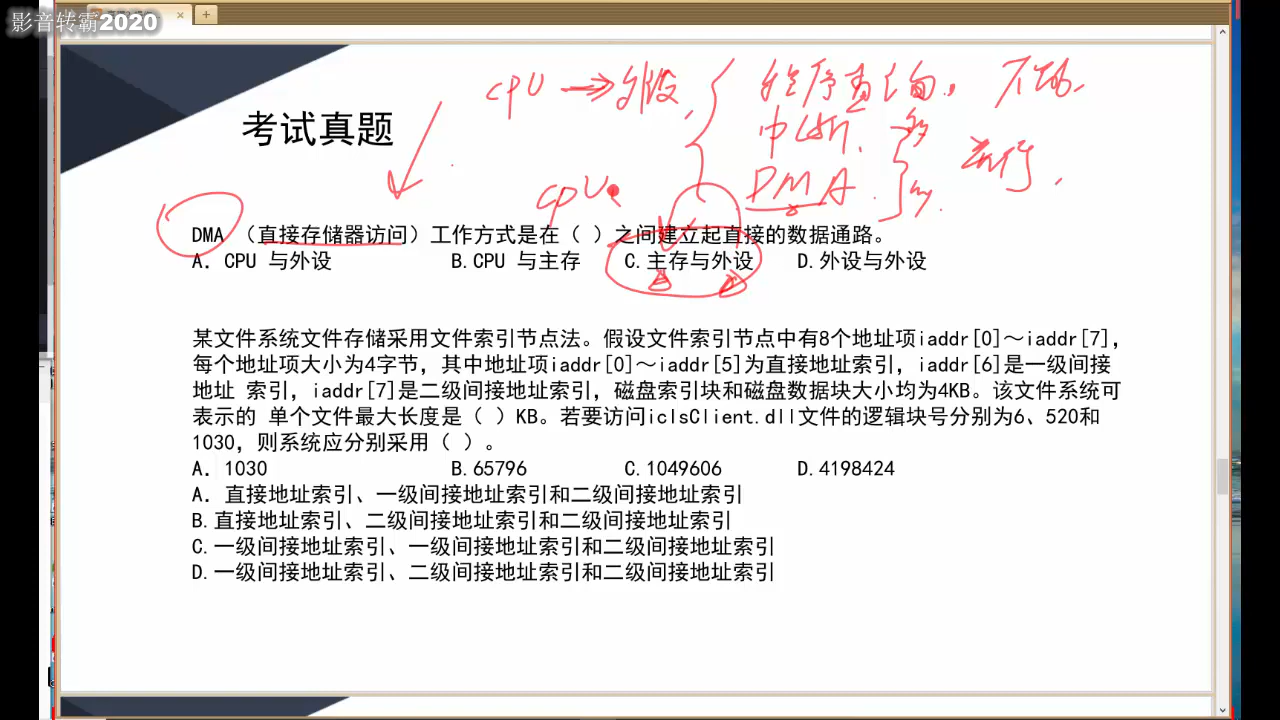 影音转霸2020
CPU → 外设
程序查询.
中断.
DMA.
并行.
CPU
考试真题
DMA （直接存储器访问）工作方式是在（ ）之间建立起直接的数据通路。
A. CPU 与外设 B.CPU 与主存 C.主存与外设 D.外设与外设
某文件系统文件存储采用文件索引节点法。假设文件索引节点中有8个地址项iaddr[0]～iaddr[7]，
每个地址项大小为4字节，其中地址项iaddr[0]～iaddr[5]为直接地址索引，iaddr[6]是一级间接
地址 索引，iaddr[7]是二级间接地址索引，磁盘索引块和磁盘数据块大小均为4KB。该文件系统可
表示的 单个文件最大长度是（ ）KB。若要访问iclsClient.dll文件的逻辑块号分别为6、520和
1030，则系统应分别采用（ ）。
A. 1030 B.65796 C.1049606 D.4198424
A. 直接地址索引、一级间接地址索引和二级间接地址索引
B.直接地址索引、二级间接地址索引和二级间接地址索引
C.一级间接地址索引、一级间接地址索引和二级间接地址索引
D.一级间接地址索引、二级间接地址索引和二级间接地址索引